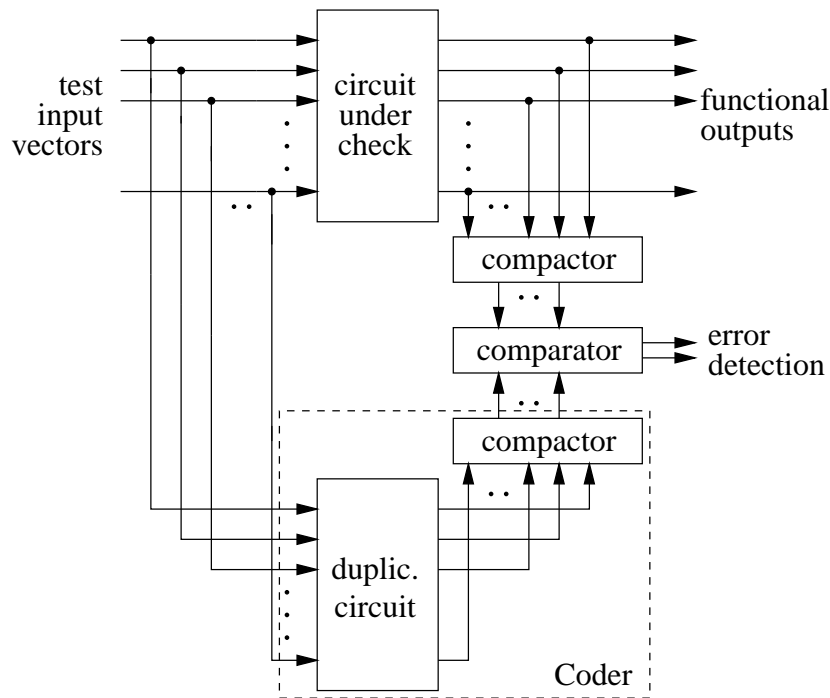 test
input
vectors
circuit
under
check
functional
outputs
compactor
comparator
error
detection
compactor
duplic.
circuit
Coder